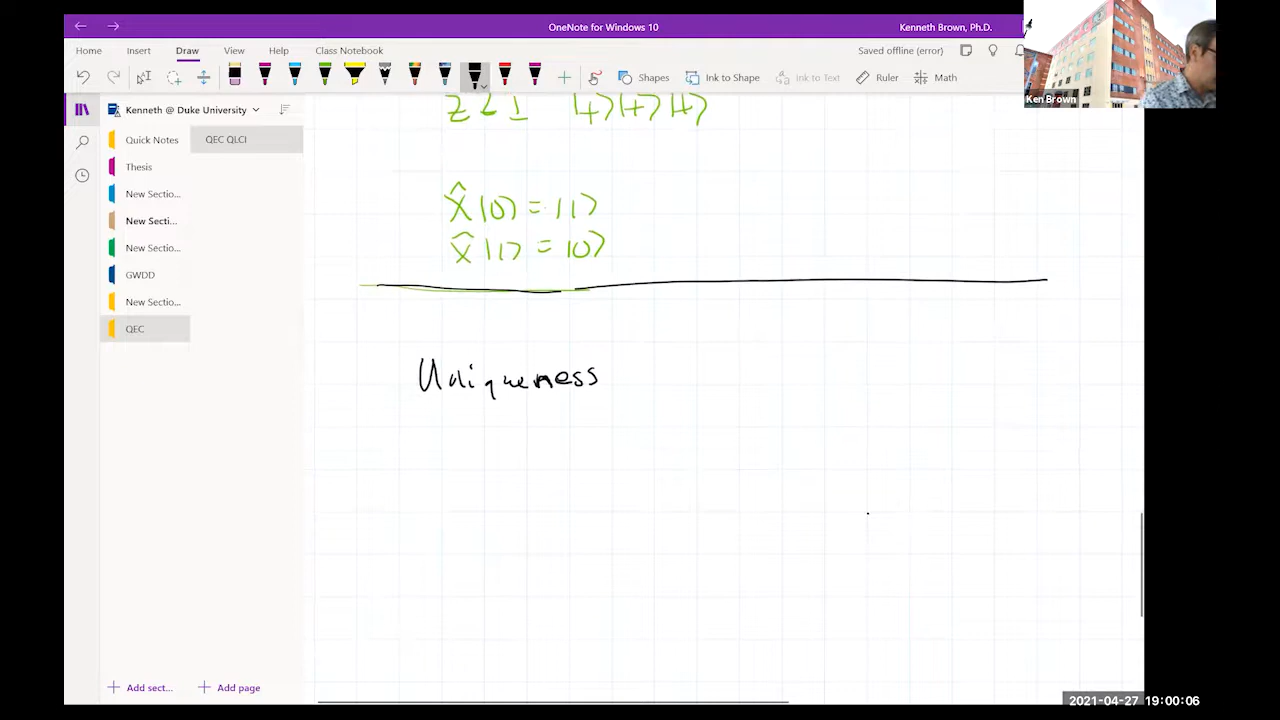 OneNote for Windows 10
Kenneth Brown, Ph.D.
Home Insert Draw View Help Class Notebook
Saved offline (error)
Shapes Ink to Shape Ink to Text Ruler Math
Ken Brown
Kenneth @ Duke University
Quick Notes
QEC QLCI
Thesis
New Sectio...
New Secti...
New Sectio...
GWDD
New Sectio...
QEC
Z Z I |+⟩|+⟩|+⟩
X̂|0⟩ = |1⟩
X̂|1⟩ = |0⟩
Uniqueness
Add sect...
Add page
2021-04-27 19:00:06